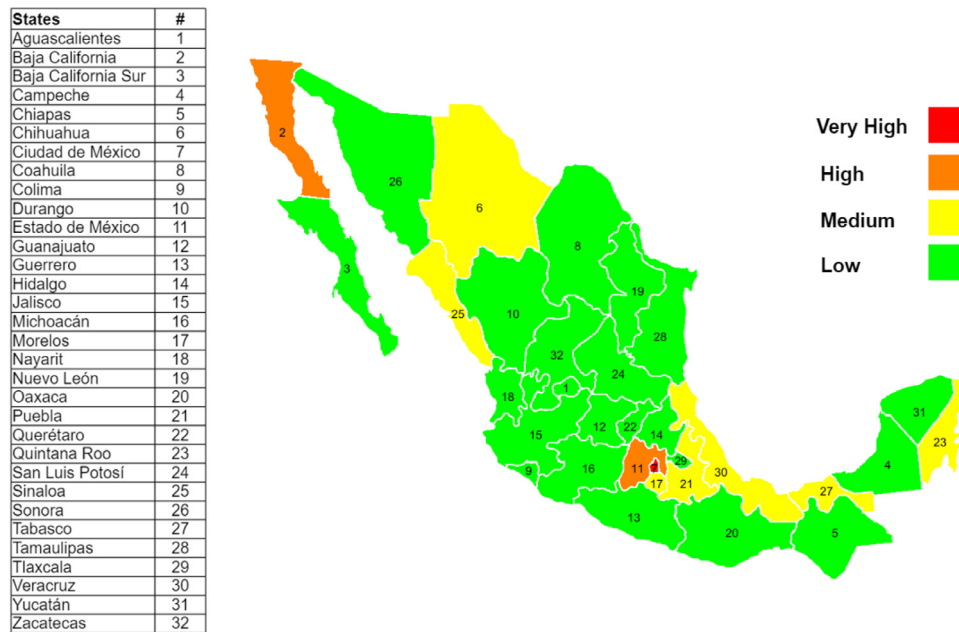 States #
Aguascalientes 1
Baja California 2
Baja California Sur 3
Campeche 4
Chiapas 5
Chihuahua 6
Ciudad de México 7
Coahuila 8
Colima 9
Durango 10
Estado de México 11
Guanajuato 12
Guerrero 13
Hidalgo 14
Jalisco 15
Michoacán 16
Morelos 17
Nayarit 18
Nuevo León 19
Oaxaca 20
Puebla 21
Querétaro 22
Quintana Roo 23
San Luis Potosí 24
Sinaloa 25
Sonora 26
Tabasco 27
Tamaulipas 28
Tlaxcala 29
Veracruz 30
Yucatán 31
Zacatecas 32
2
26
6
8
3
19
25
10
28
32
24
1
18
31
15
12
22
14
23
9
16
11
7
29
30
4
17
21
27
13
20
5
Very High
High
Medium
Low